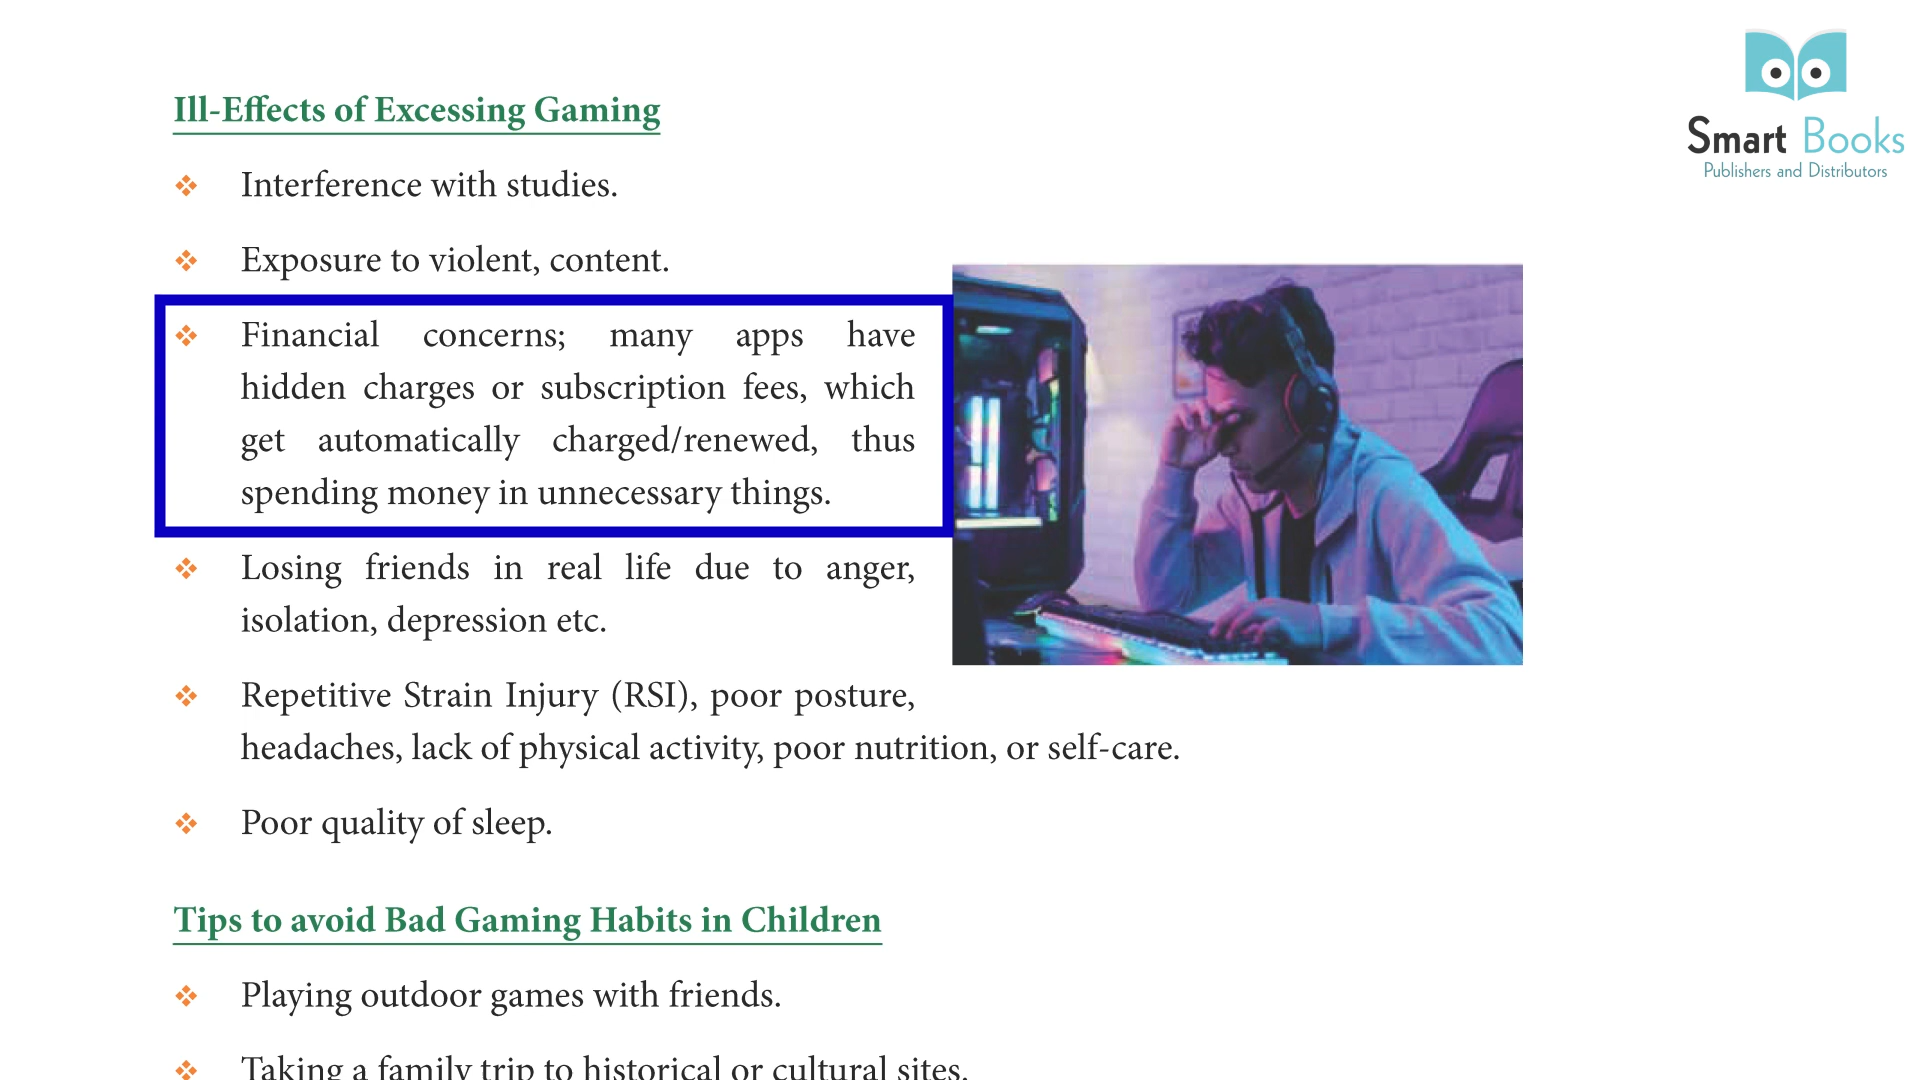 Smart Books
Publishers and Distributors
Ill-Effects of Excessing Gaming
Interference with studies.
Exposure to violent, content.
Financial concerns; many apps have
hidden charges or subscription fees, which
get automatically charged/renewed, thus
spending money in unnecessary things.
Losing friends in real life due to anger,
isolation, depression etc.
Repetitive Strain Injury (RSI), poor posture,
headaches, lack of physical activity, poor nutrition, or self-care.
Poor quality of sleep.
Tips to avoid Bad Gaming Habits in Children
Playing outdoor games with friends.
Taking a family trip to historical or cultural sites.